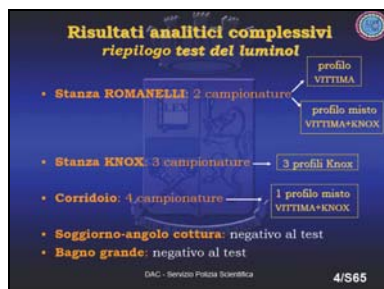 Risultati analitici complessivi
riepilogo test del luminol
• Stanza ROMANELLI: 2 campionature
profilo
VITTIMA
profilo misto
VITTIMA+KNOX
• Stanza KNOX: 3 campionature
3 profili Knox
• Corridoio: 4 campionature
1 profilo misto
VITTIMA+KNOX
• Soggiorno-angolo cottura: negativo al test
• Bagno grande: negativo al test
DAC - Servizio Polizia Scientifica
4/S65